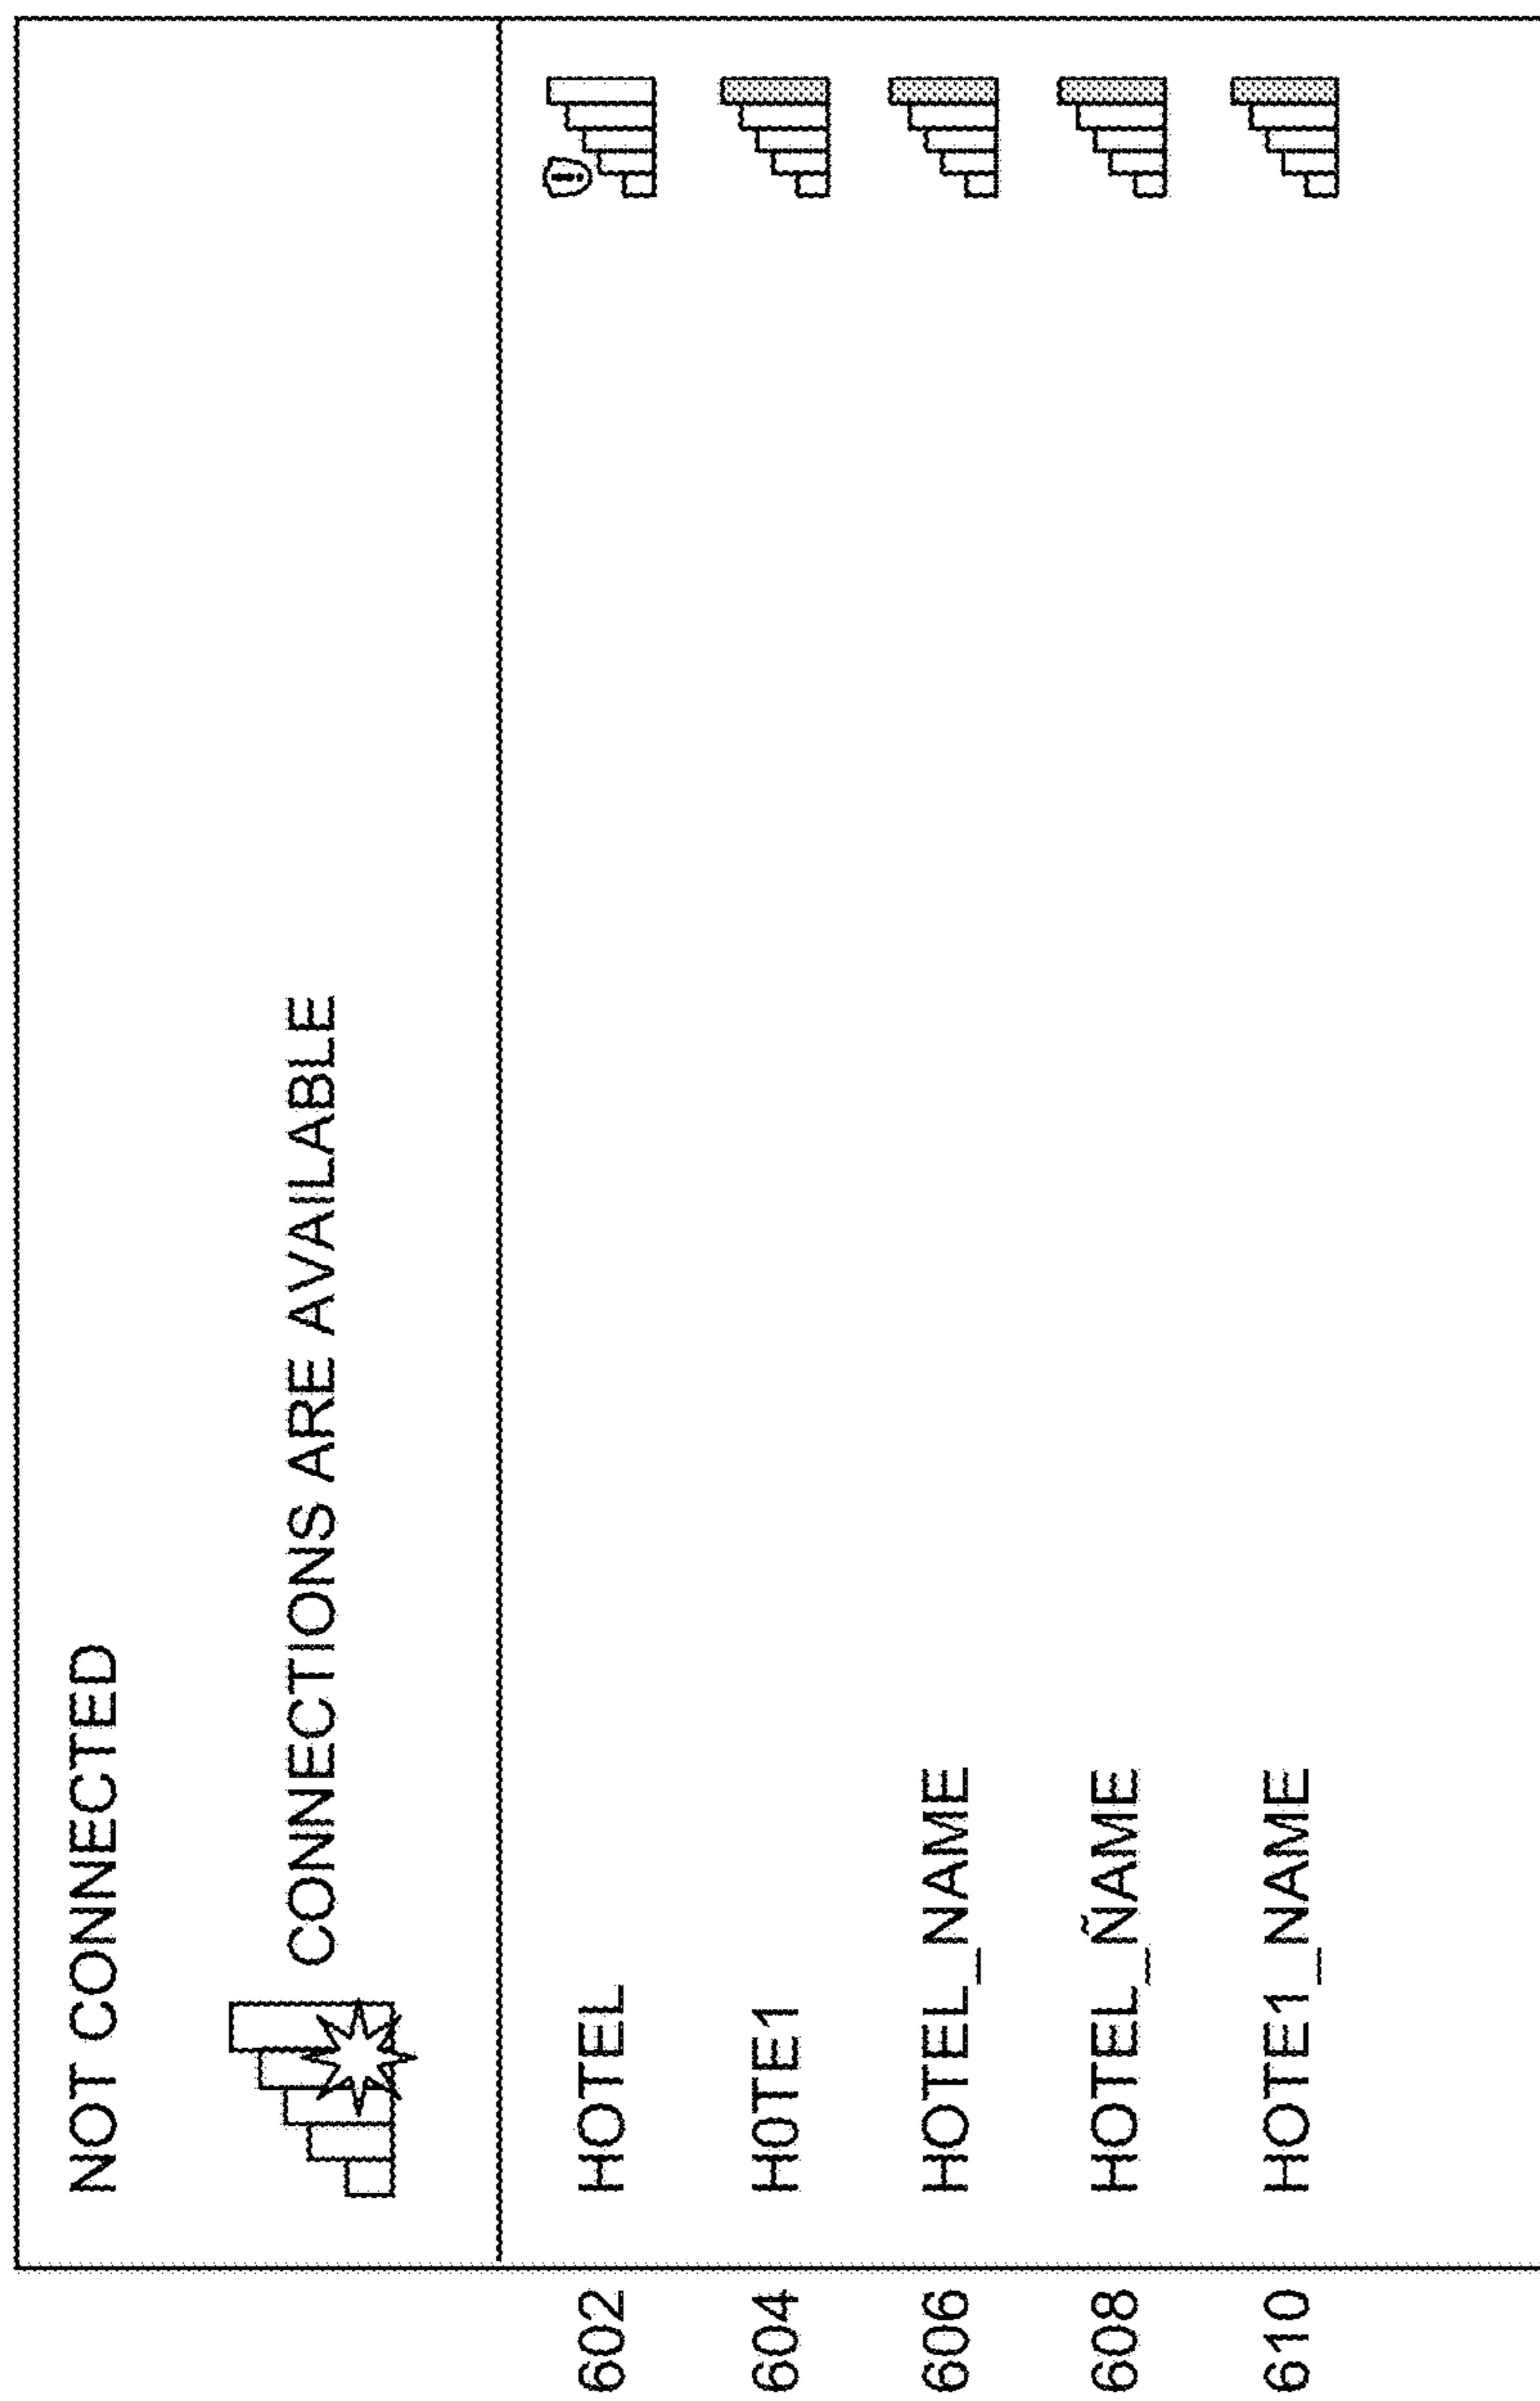 NOT CONNECTED
CONNECTIONS ARE AVAILABLE
602 HOTEL
604 H0TE1
606 HOTEL_NAME
608 HOTEL_ÑAME
610 HOTE1_NAME